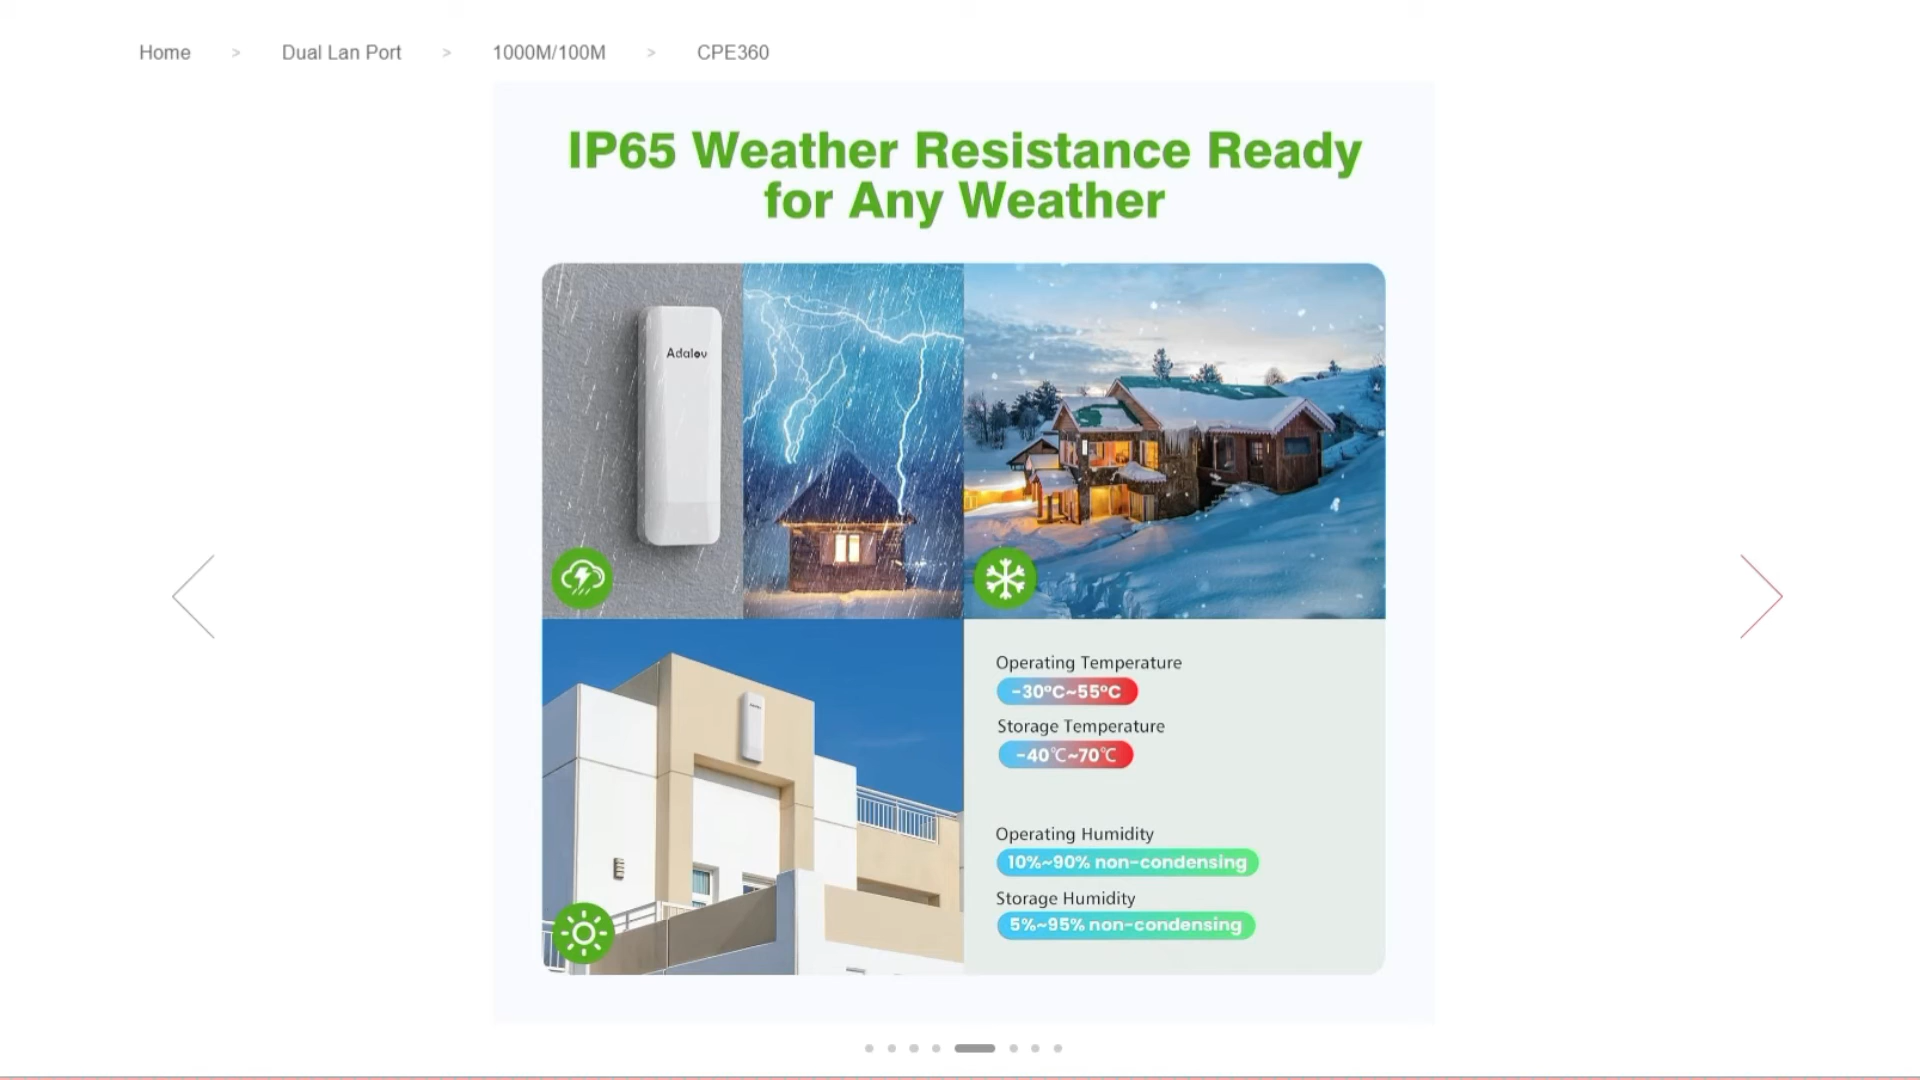 Home > Dual Lan Port > 1000M/100M > CPE360
IP65 Weather Resistance Ready
for Any Weather
Adalov
Operating Temperature
-30°C~55°C
Storage Temperature
-40℃~70℃
Operating Humidity
10%~90% non-condensing
Storage Humidity
5%~95% non-condensing